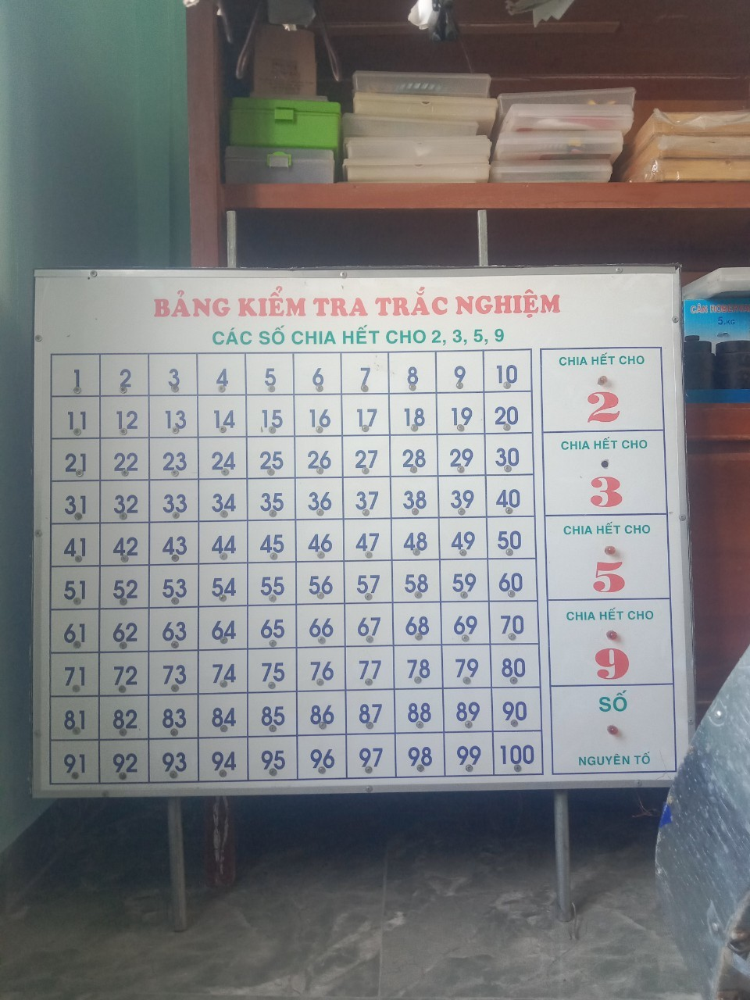 BẢNG KIỂM TRA TRẮC NGHIỆM
CÁC SỐ CHIA HẾT CHO 2, 3, 5, 9
1 2 3 4 5 6 7 8 9 10
11 12 13 14 15 16 17 18 19 20
21 22 23 24 25 26 27 28 29 30
31 32 33 34 35 36 37 38 39 40
41 42 43 44 45 46 47 48 49 50
51 52 53 54 55 56 57 58 59 60
61 62 63 64 65 66 67 68 69 70
71 72 73 74 75 76 77 78 79 80
81 82 83 84 85 86 87 88 89 90
91 92 93 94 95 96 97 98 99 100
CHIA HẾT CHO
2
CHIA HẾT CHO
3
CHIA HẾT CHO
5
CHIA HẾT CHO
9
SỐ
NGUYÊN TỐ
CÂN
5.KG